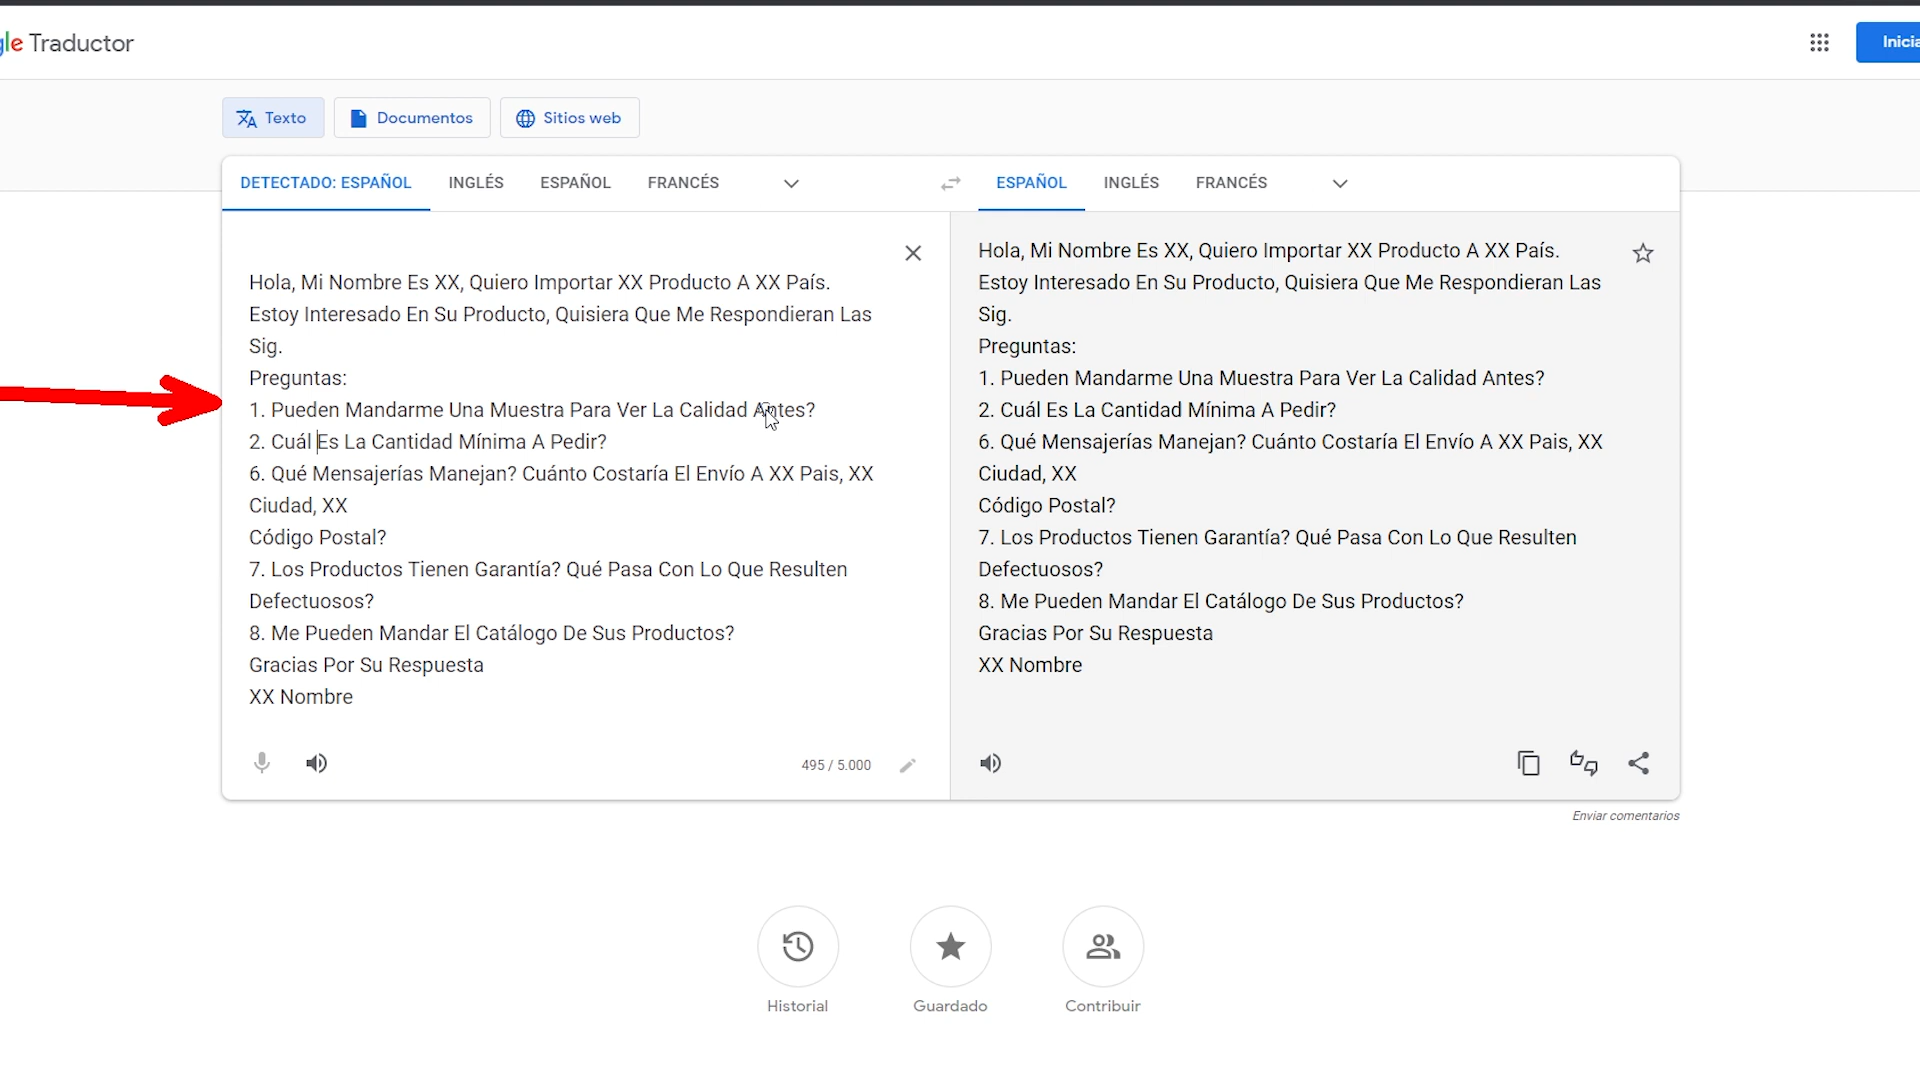 gle Traductor
Inicia
Texto
Documentos
Sitios web
DETECTADO: ESPAÑOL
INGLÉS
ESPAÑOL
FRANCÉS
ESPAÑOL
INGLÉS
FRANCÉS
Hola, Mi Nombre Es XX, Quiero Importar XX Producto A XX País.
Estoy Interesado En Su Producto, Quisiera Que Me Respondieran Las
Sig.
Preguntas:
1. Pueden Mandarme Una Muestra Para Ver La Calidad Antes?
2. Cuál Es La Cantidad Mínima A Pedir?
6. Qué Mensajerías Manejan? Cuánto Costaría El Envío A XX Pais, XX
Ciudad, XX
Código Postal?
7. Los Productos Tienen Garantía? Qué Pasa Con Lo Que Resulten
Defectuosos?
8. Me Pueden Mandar El Catálogo De Sus Productos?
Gracias Por Su Respuesta
XX Nombre
495 / 5.000
Hola, Mi Nombre Es XX, Quiero Importar XX Producto A XX País.
Estoy Interesado En Su Producto, Quisiera Que Me Respondieran Las
Sig.
Preguntas:
1. Pueden Mandarme Una Muestra Para Ver La Calidad Antes?
2. Cuál Es La Cantidad Mínima A Pedir?
6. Qué Mensajerías Manejan? Cuánto Costaría El Envío A XX Pais, XX
Ciudad, XX
Código Postal?
7. Los Productos Tienen Garantía? Qué Pasa Con Lo Que Resulten
Defectuosos?
8. Me Pueden Mandar El Catálogo De Sus Productos?
Gracias Por Su Respuesta
XX Nombre
Enviar comentarios
Historial
Guardado
Contribuir